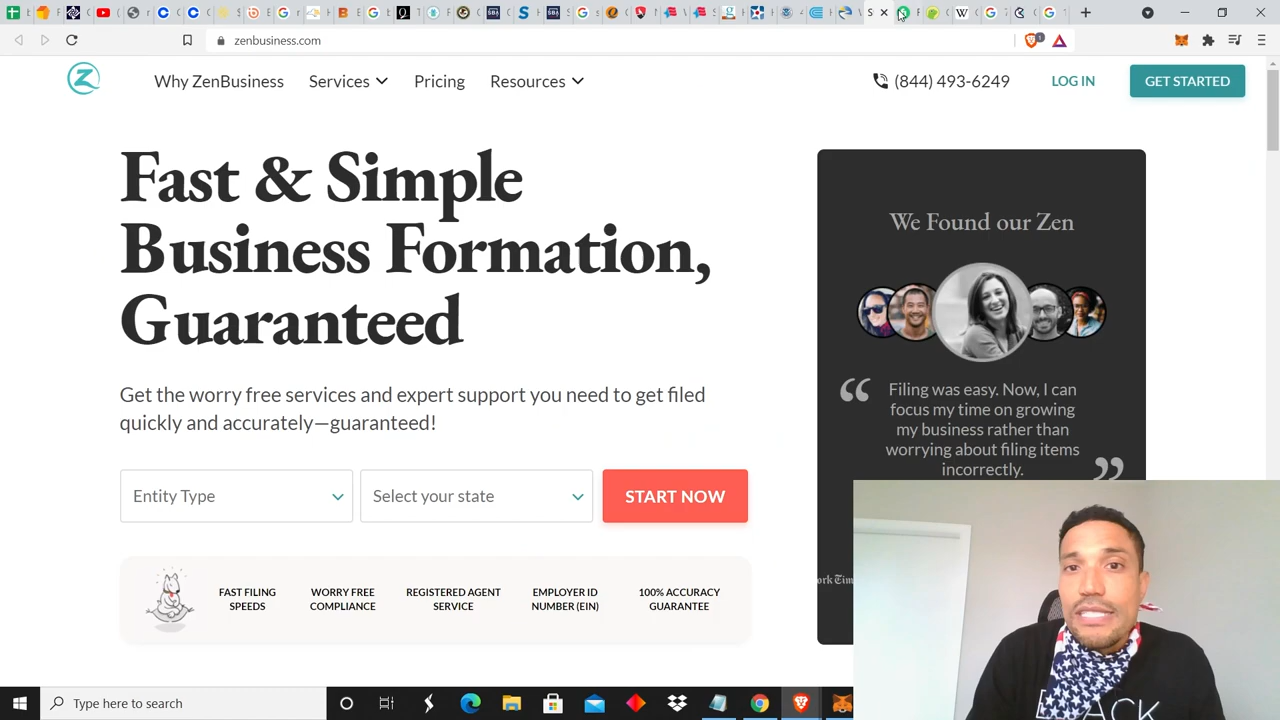 zenbusiness.com
1
Why ZenBusiness
Services
Pricing
Resources
(844) 493-6249
LOG IN
GET STARTED
Fast & Simple
Business Formation,
Guaranteed
Get the worry free services and expert support you need to get filed
quickly and accurately—guaranteed!
Entity Type
Select your state
START NOW
FAST FILING
SPEEDS
WORRY FREE
COMPLIANCE
REGISTERED AGENT
SERVICE
EMPLOYER ID
NUMBER (EIN)
100% ACCURACY
GUARANTEE
We Found our Zen
“ Filing was easy. Now, I can
focus my time on growing
my business rather than
worrying about filing items
incorrectly. ”
ork Tim
BLACK
Type here to search